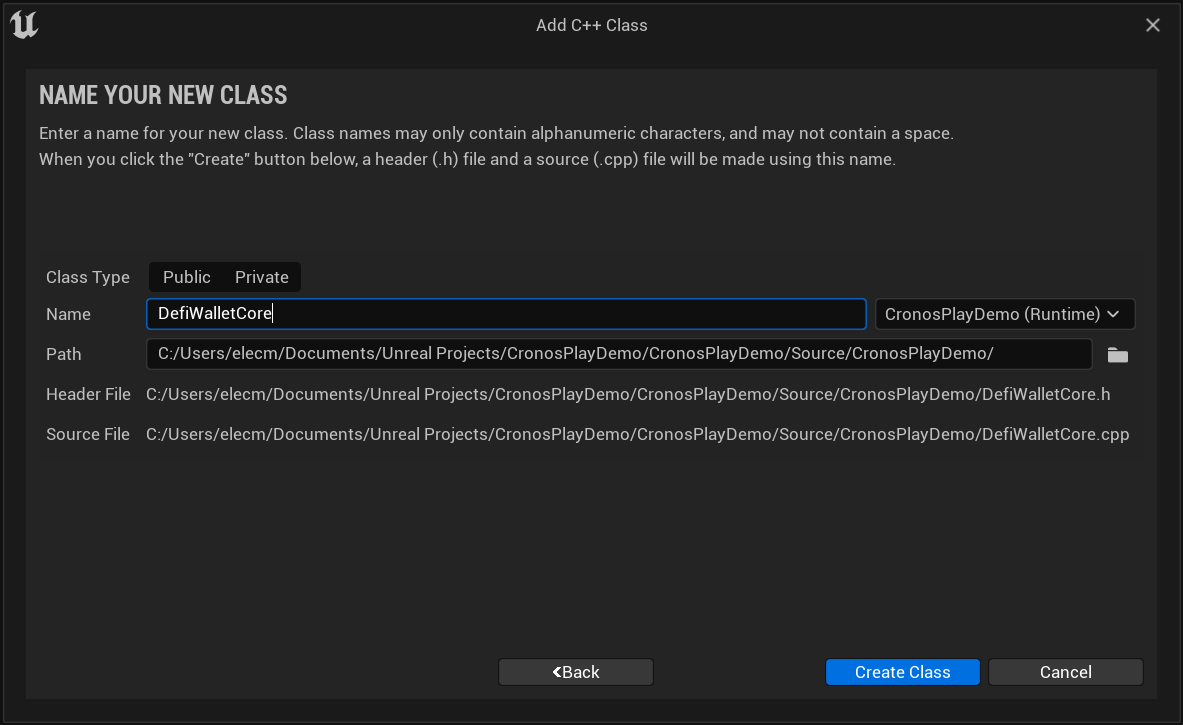 Add C++ Class
NAME YOUR NEW CLASS
Enter a name for your new class. Class names may only contain alphanumeric characters, and may not contain a space.
When you click the "Create" button below, a header (.h) file and a source (.cpp) file will be made using this name.
Class Type Public Private
Name DefiWalletCore CronosPlayDemo (Runtime)
Path C:/Users/elecm/Documents/Unreal Projects/CronosPlayDemo/CronosPlayDemo/Source/CronosPlayDemo/
Header File C:/Users/elecm/Documents/Unreal Projects/CronosPlayDemo/CronosPlayDemo/Source/CronosPlayDemo/DefiWalletCore.h
Source File C:/Users/elecm/Documents/Unreal Projects/CronosPlayDemo/CronosPlayDemo/Source/CronosPlayDemo/DefiWalletCore.cpp
Back Create Class Cancel